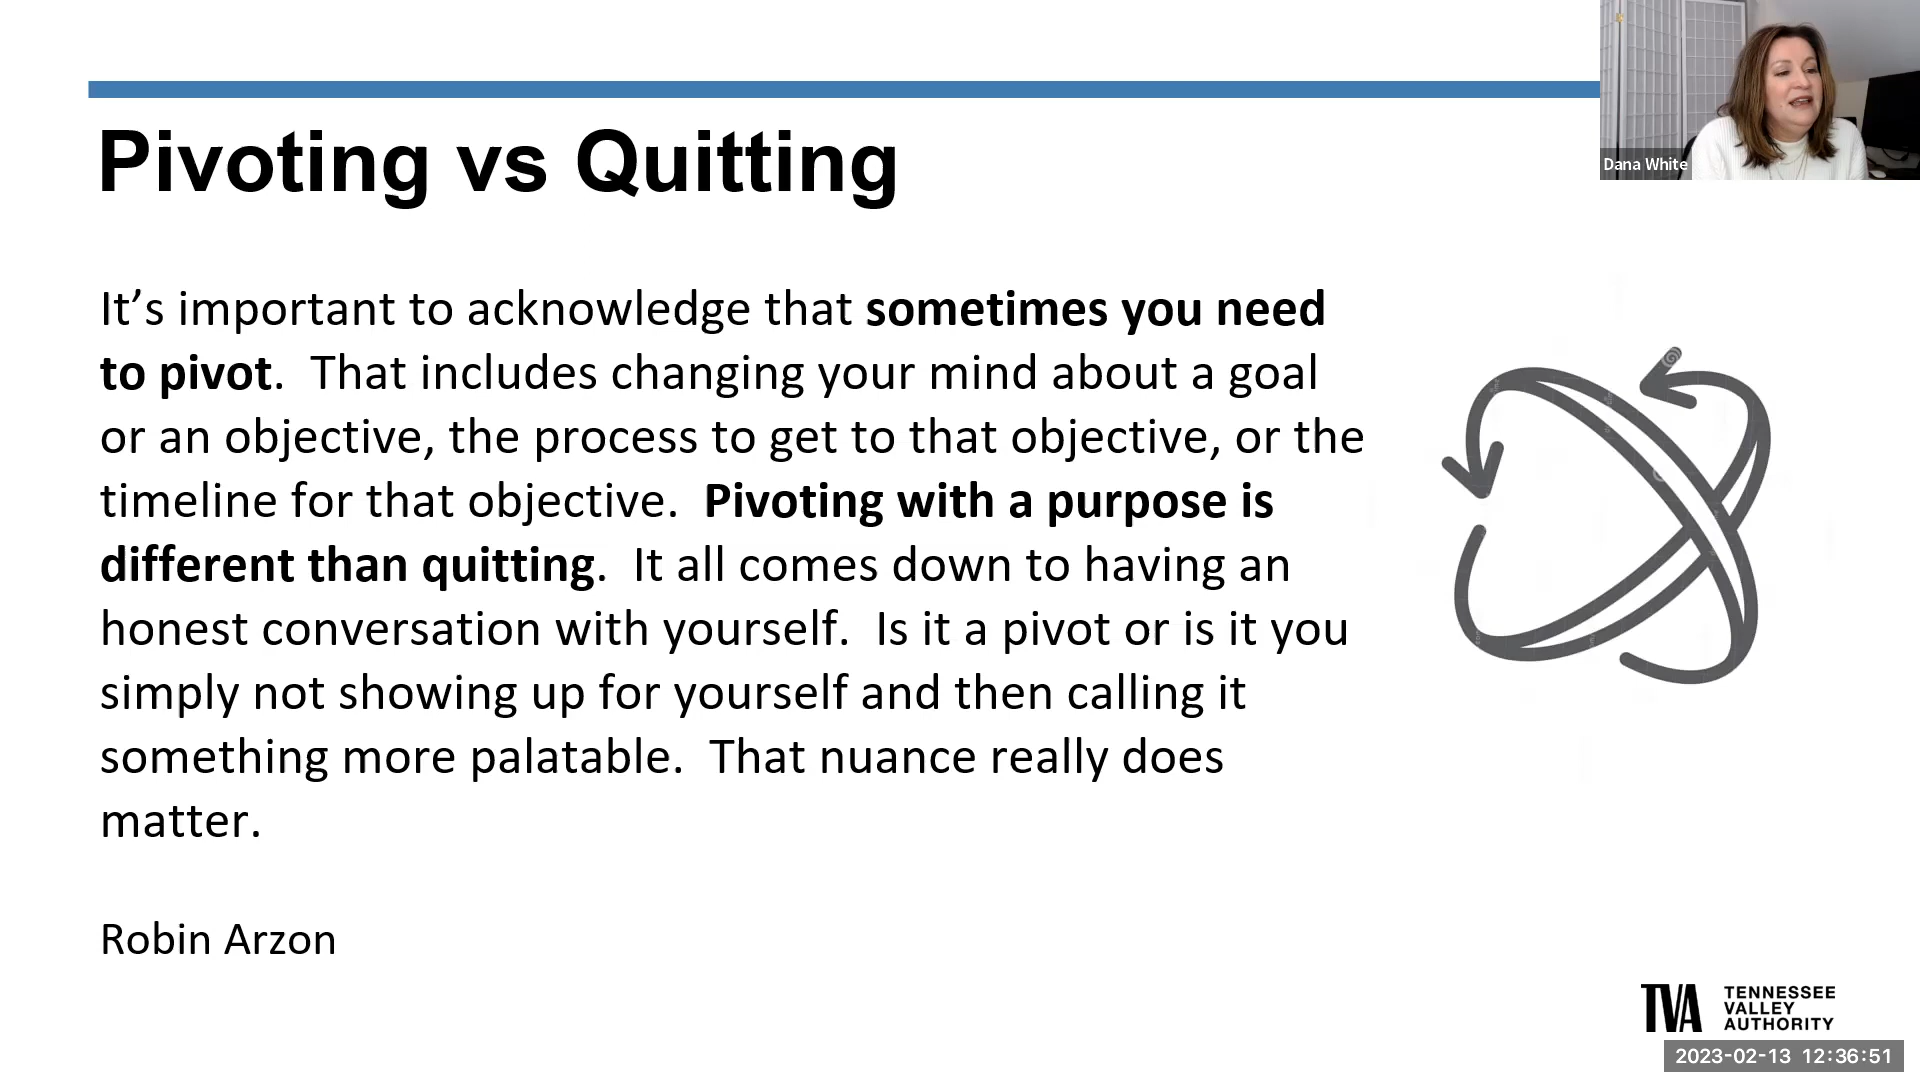 Dana White
Pivoting vs Quitting
It’s important to acknowledge that sometimes you need
to pivot.  That includes changing your mind about a goal
or an objective, the process to get to that objective, or the
timeline for that objective.  Pivoting with a purpose is
different than quitting.  It all comes down to having an
honest conversation with yourself.  Is it a pivot or is it you
simply not showing up for yourself and then calling it
something more palatable.  That nuance really does
matter.
Robin Arzon
TVA
TENNESSEE
VALLEY
AUTHORITY
2023-02-13 12:36:51